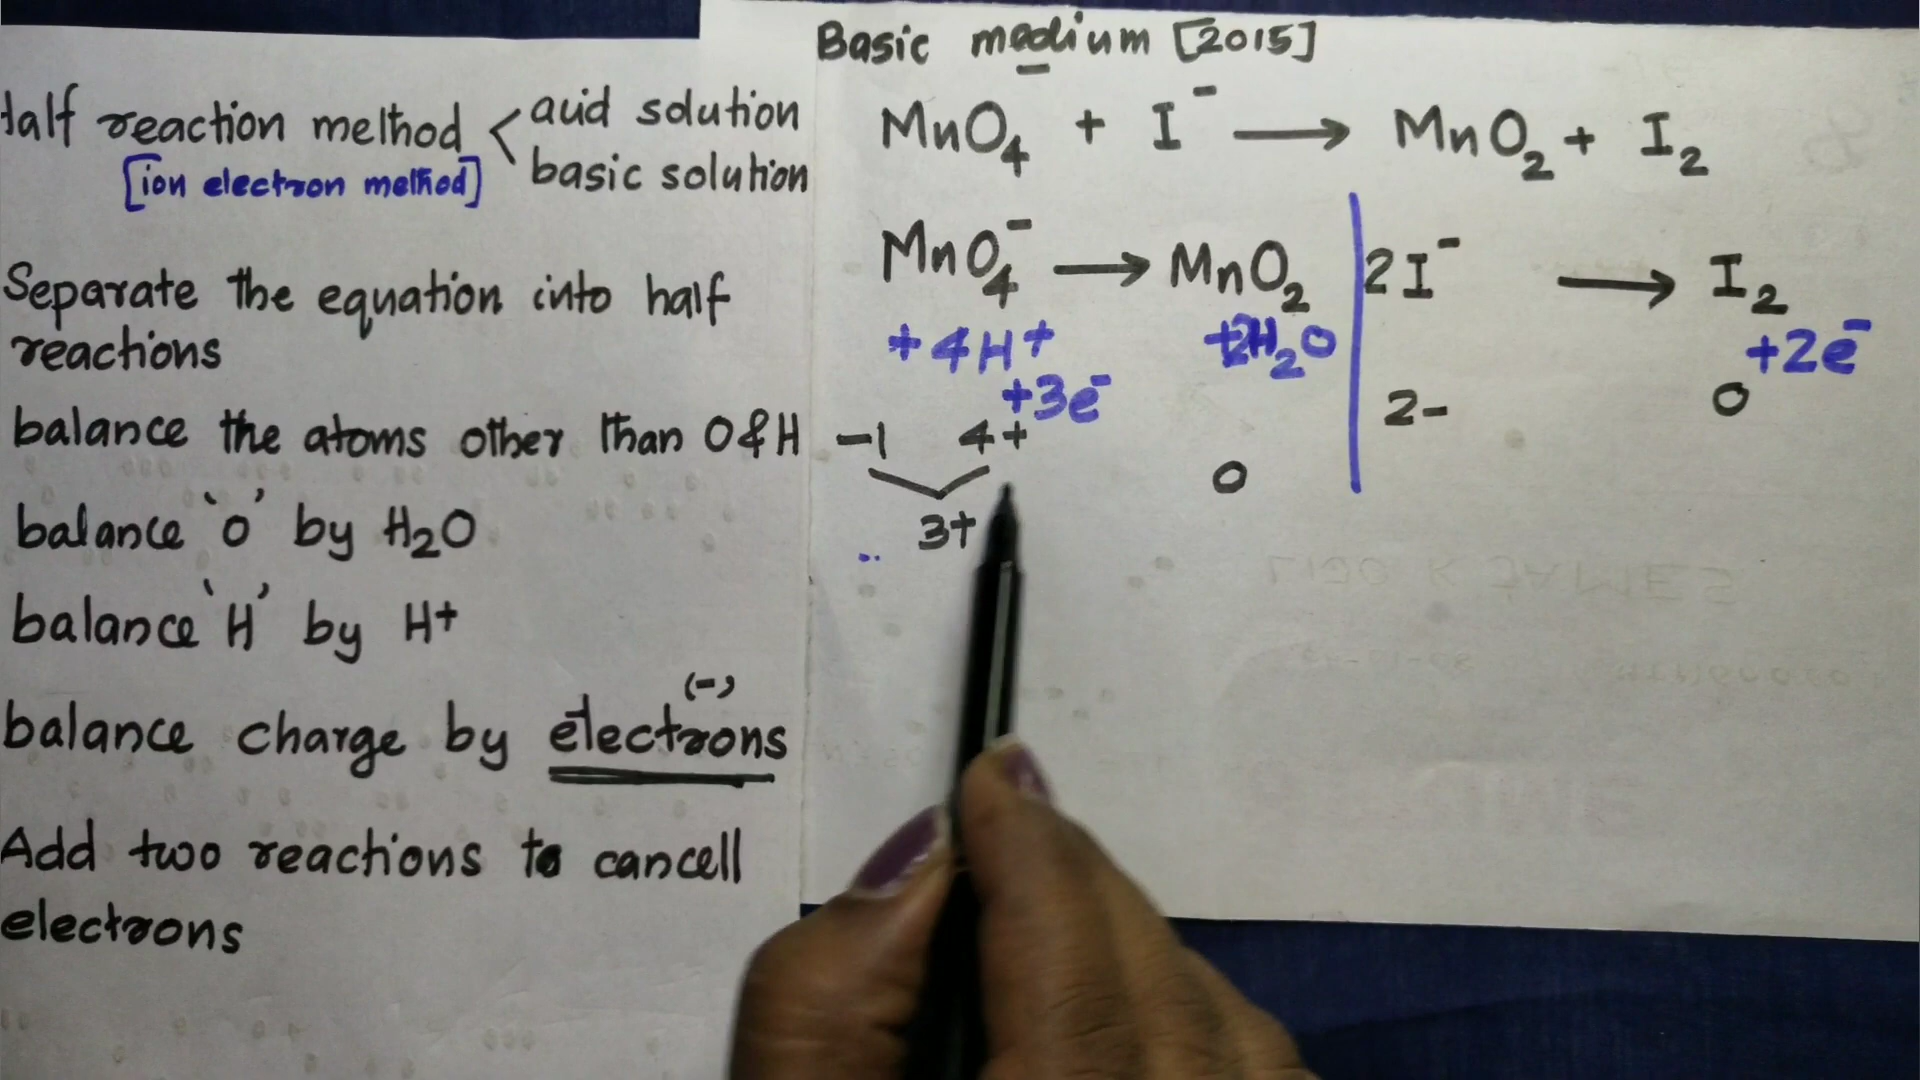 Half reaction method < acid solution
basic solution
[ion electron method]
Separate the equation into half
reactions
balance the atoms other than O & H
balance 'O' by H2O
balance 'H' by H+
(-)
balance charge by electrons
Add two reactions to cancell
electrons
Basic medium [2015]
MnO4⁻ + I⁻ → MnO2 + I2
MnO4⁻ → MnO2 | 2I⁻ → I2
+4H+ +2H2O +2e⁻
+3e⁻
-1 4+ 0 2- 0
3+